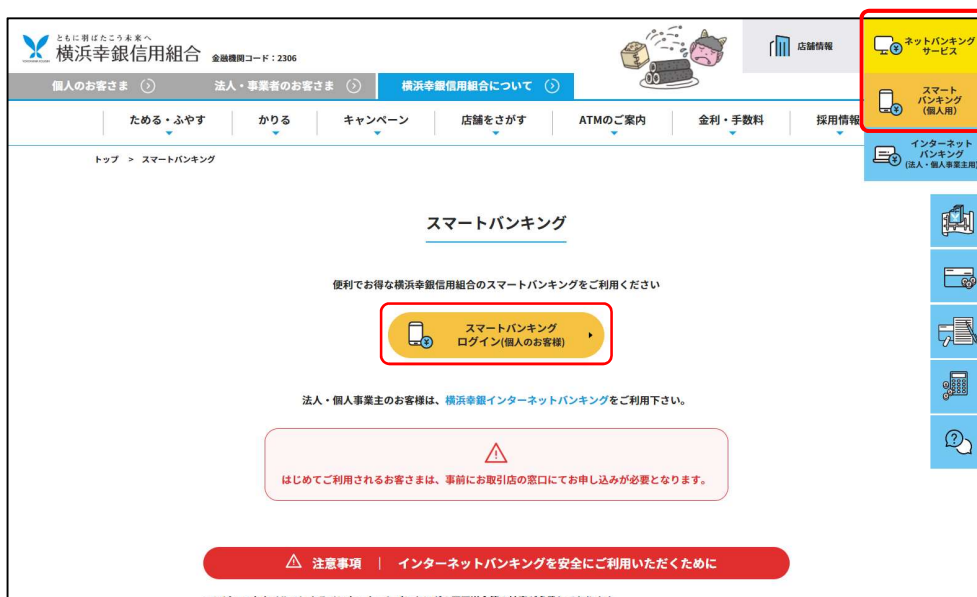 ともに羽ばたこう未来へ
横浜幸銀信用組合 金融機関コード：2306
店舗情報
ネットバンキング
サービス
個人のお客さま
法人・事業者のお客さま
横浜幸銀信用組合について
スマート
バンキング
（個人用）
ためる・ふやす
かりる
キャンペーン
店舗をさがす
ATMのご案内
金利・手数料
採用情報
インターネット
バンキング
(法人・個人事業主用)
トップ > スマートバンキング
スマートバンキング
便利でお得な横浜幸銀信用組合のスマートバンキングをご利用ください
スマートバンキング
ログイン(個人のお客様)
法人・個人事業主のお客様は、横浜幸銀インターネットバンキングをご利用下さい。
はじめてご利用されるお客さまは、事前にお取引店の窓口にてお申し込みが必要となります。
注意事項 ｜ インターネットバンキングを安全にご利用いただくために